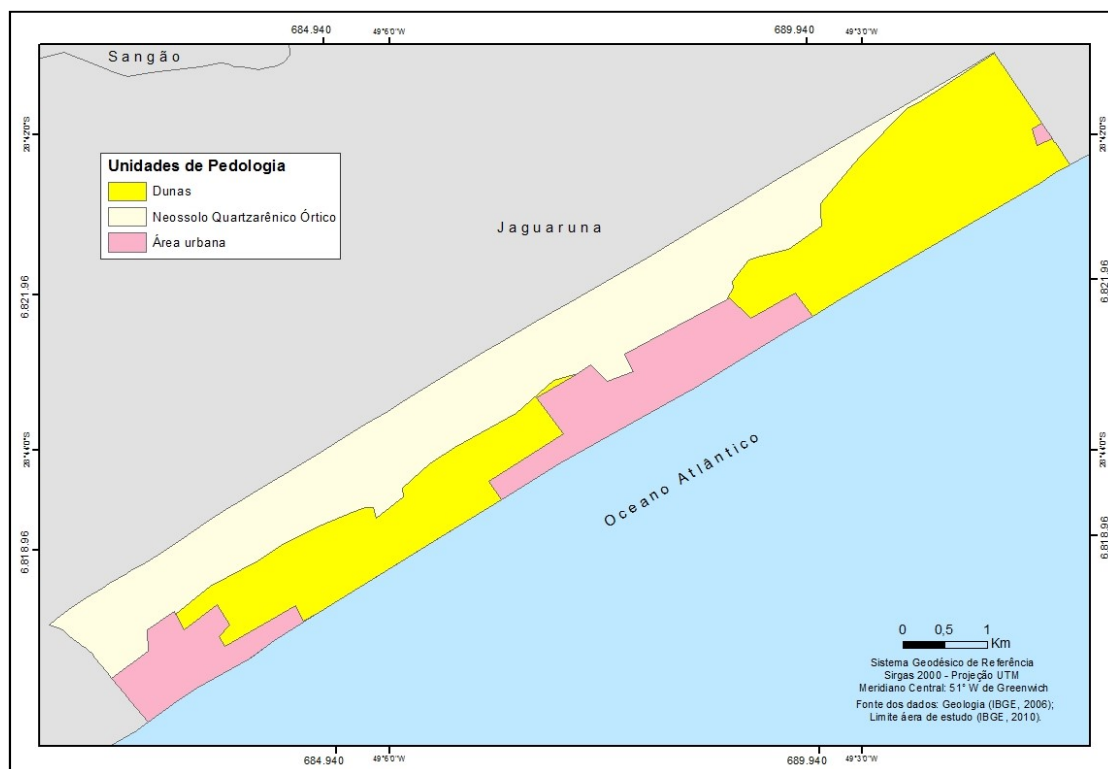 684.940
49°6'0"W
689.940
49°3'0"W
Sangão
Unidades de Pedologia
Dunas
Neossolo Quartzarênico Órtico
Área urbana
Jaguaruna
Oceano Atlântico
6.821.96
6.818.96
6.821.96
6.818.96
0 0,5 1
Km
Sistema Geodésico de Referência
Sirgas 2000 - Projeção UTM
Meridiano Central: 51° W de Greenwich
Fonte dos dados: Geologia (IBGE, 2006);
Limite áera de estudo (IBGE, 2010).
684.940
49°6'0"W
689.940
49°3'0"W